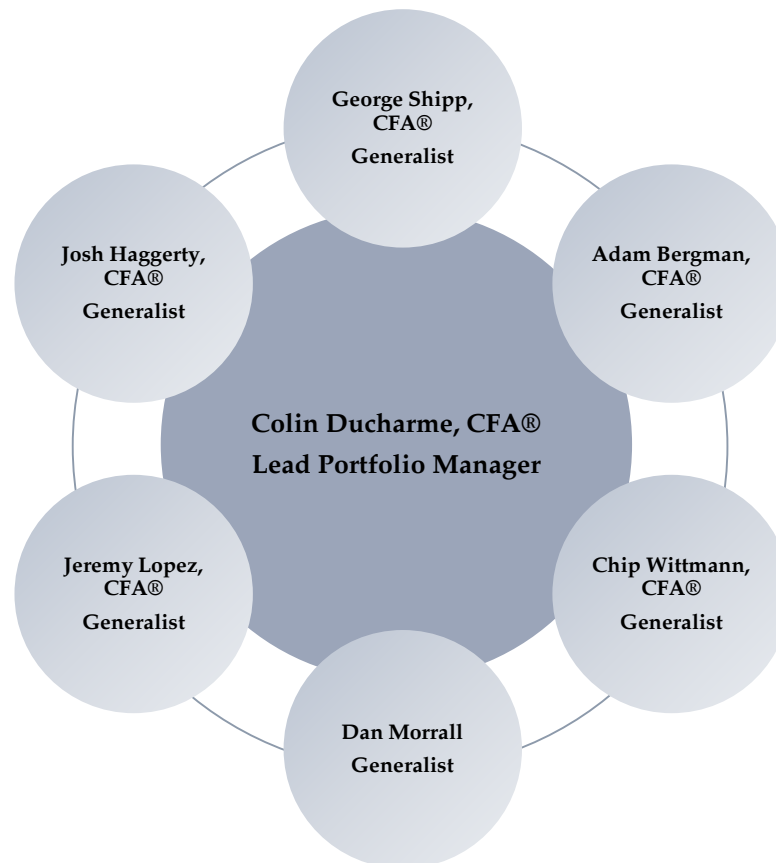 George Shipp,
CFA®
Generalist
Josh Haggerty,
CFA®
Generalist
Adam Bergman,
CFA®
Generalist
Colin Ducharme, CFA®
Lead Portfolio Manager
Jeremy Lopez,
CFA®
Generalist
Chip Wittmann,
CFA®
Generalist
Dan Morrall
Generalist